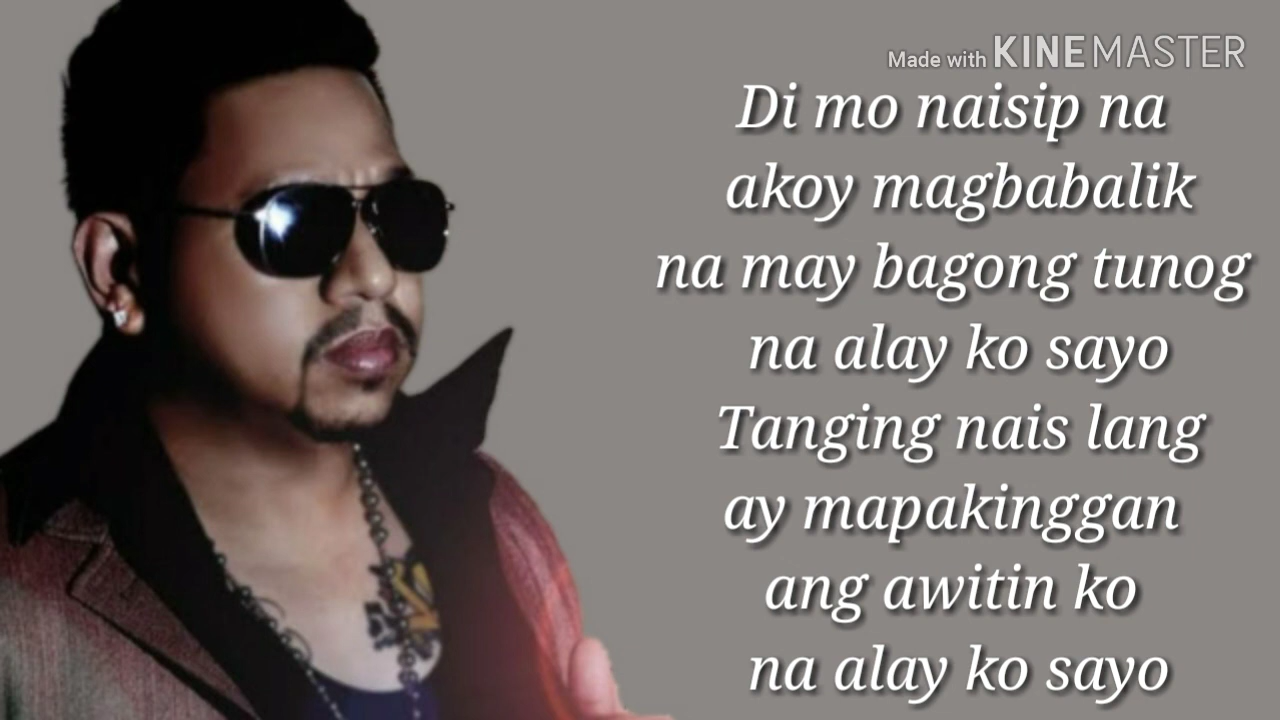 Made with KINEMASTER
Di mo naisip na
akoy magbabalik
na may bagong tunog
na alay ko sayo
Tanging nais lang
ay mapakinggan
ang awitin ko
na alay ko sayo